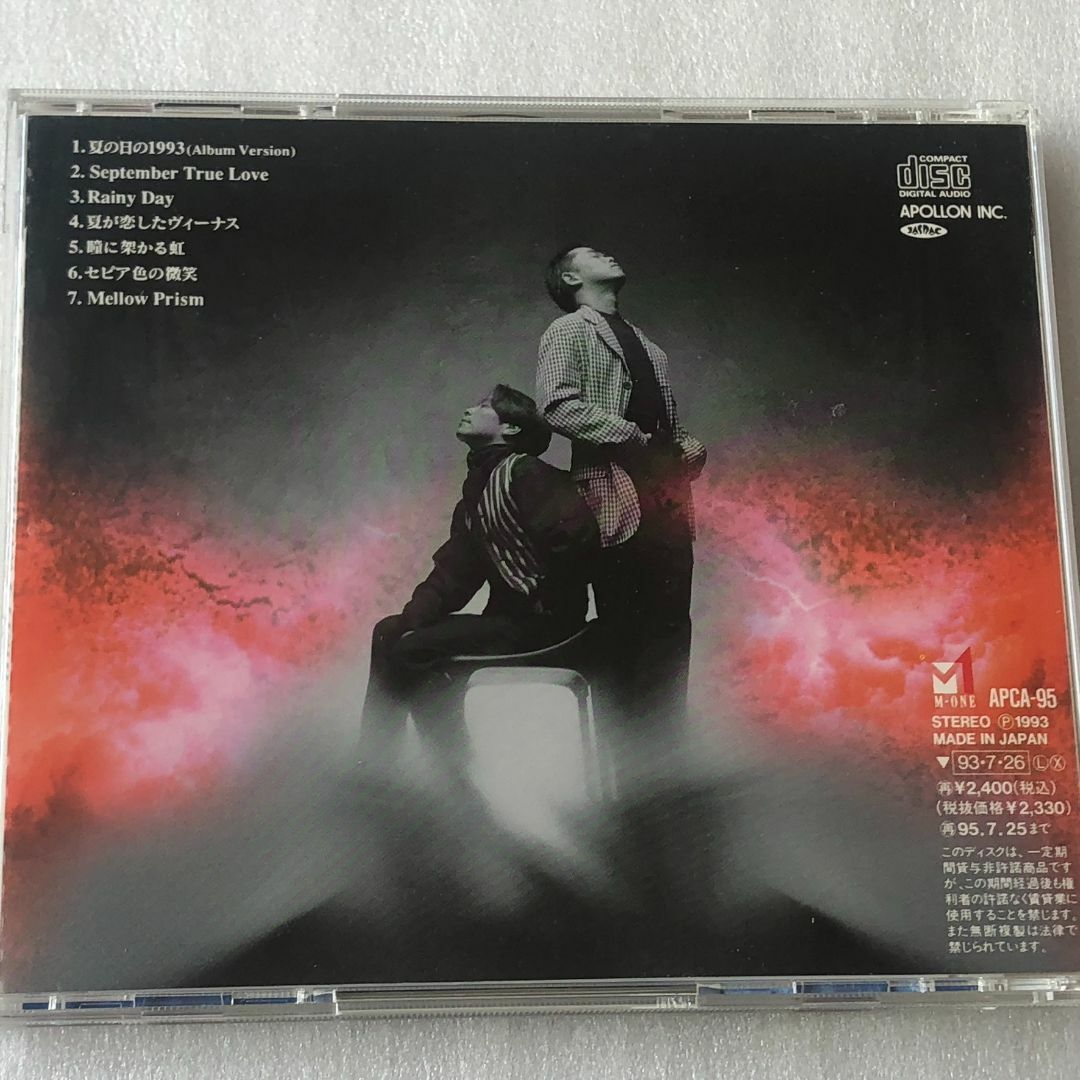 1. 夏の日の1993(Album Version)
2. September True Love
3. Rainy Day
4. 夏が恋したヴィーナス
5. 瞳に架かる虹
6. セピア色の微笑
7. Mellow Prism
COMPACT
disc
DIGITAL AUDIO
APOLLON INC.
JASRAC
M-ONE APCA-95
STEREO Ⓟ1993
MADE IN JAPAN
▼ 93・7・26 Ⓛ Ⓧ
㊢¥2,400(税込)
(税抜価格¥2,330)
再95.7.25まで
このディスクは、一定期
間貸与非許諾商品です
が、この期間経過後も権
利者の許諾なく賃貸業に
使用することを禁じます。
また無断複製は法律で
禁じられています。